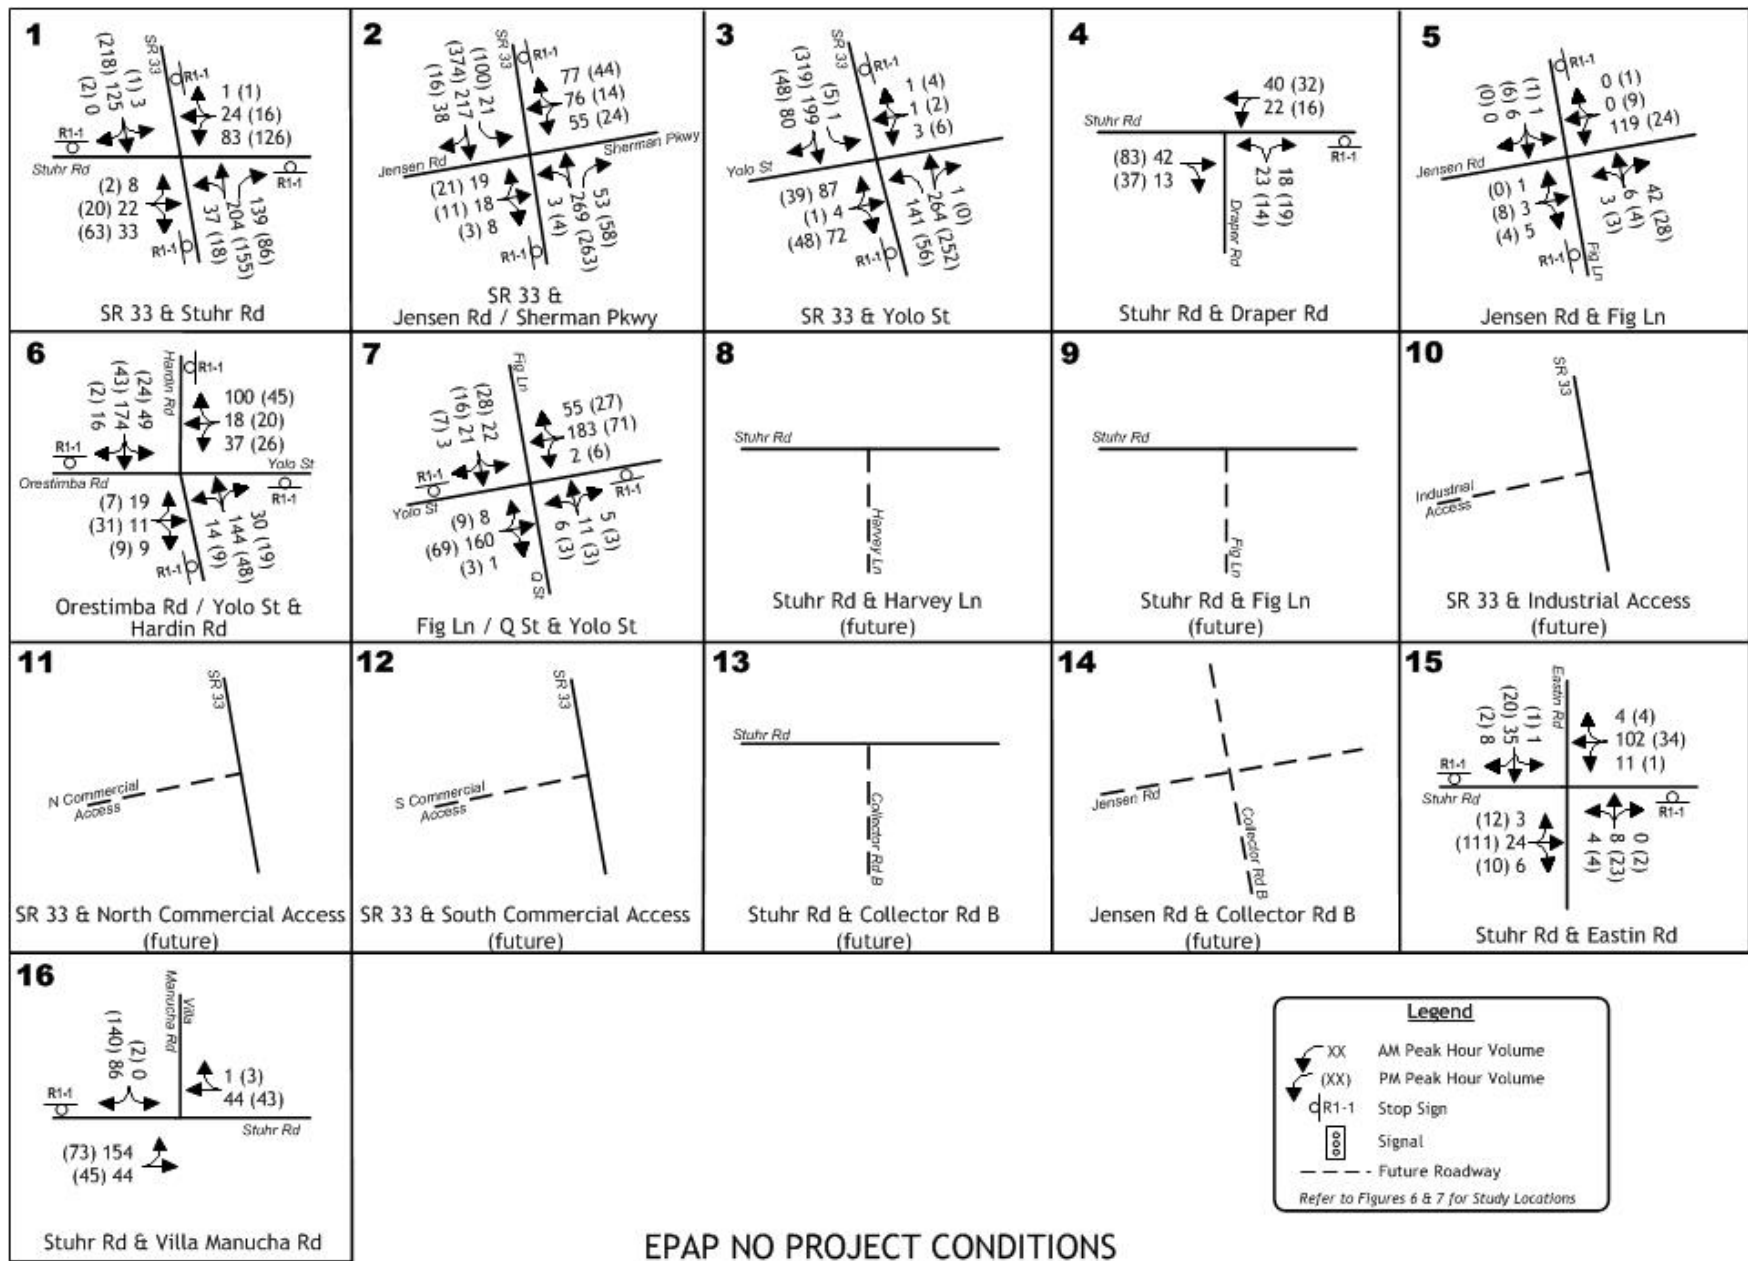 1
SR 33
R1-1
(2) 0
(218) 125
(1) 3
1 (1)
24 (16)
83 (126)
R1-1
Stuhr Rd
R1-1
(2) 8
(20) 22
(63) 33
R1-1
37 (18)
204 (155)
139 (86)
SR 33 & Stuhr Rd
2
SR 33
R1-1
(16) 38
(374) 217
(100) 21
77 (44)
76 (14)
55 (24)
Jensen Rd
Sherman Pkwy
(21) 19
(11) 18
(3) 8
R1-1
3 (4)
269 (263)
53 (58)
SR 33 &
Jensen Rd / Sherman Pkwy
3
SR 33
R1-1
(48) 80
(319) 199
(5) 1
1 (4)
1 (2)
3 (6)
Yolo St
(39) 87
(1) 4
(48) 72
R1-1
141 (56)
264 (252)
1 (0)
SR 33 & Yolo St
4
40 (32)
22 (16)
Stuhr Rd
R1-1
(83) 42
(37) 13
23 (14)
18 (19)
Draper Rd
Stuhr Rd & Draper Rd
5
R1-1
(0) 0
(6) 6
(1) 1
0 (1)
0 (9)
119 (24)
Jensen Rd
(0) 1
(8) 3
(4) 5
R1-1
Fig Ln
3 (3)
6 (4)
42 (28)
Jensen Rd & Fig Ln
6
Hardin Rd
R1-1
(2) 16
(43) 174
(24) 49
100 (45)
18 (20)
37 (26)
R1-1
Orestimba Rd
Yolo St
R1-1
(7) 19
(31) 11
(9) 9
R1-1
14 (9)
144 (48)
30 (19)
Orestimba Rd / Yolo St &
Hardin Rd
7
Fig Ln
(7) 3
(16) 21
(28) 22
55 (27)
183 (71)
2 (6)
R1-1
Yolo St
R1-1
(9) 8
(69) 160
(3) 1
Q St
6 (3)
11 (3)
5 (3)
Fig Ln / Q St & Yolo St
8
Stuhr Rd
Harvey Ln
Stuhr Rd & Harvey Ln
(future)
9
Stuhr Rd
Fig Ln
Stuhr Rd & Fig Ln
(future)
10
SR 33
Industrial
Access
SR 33 & Industrial Access
(future)
11
SR 33
N Commercial
Access
SR 33 & North Commercial Access
(future)
12
SR 33
S Commercial
Access
SR 33 & South Commercial Access
(future)
13
Stuhr Rd
Collector Rd B
Stuhr Rd & Collector Rd B
(future)
14
Jensen Rd
Collector Rd B
Jensen Rd & Collector Rd B
(future)
15
Eastin Rd
(2) 8
(20) 35
(1) 1
4 (4)
102 (34)
11 (1)
R1-1
Stuhr Rd
R1-1
(12) 3
(111) 24
(10) 6
4 (4)
8 (23)
0 (2)
Stuhr Rd & Eastin Rd
16
Villa
Manucha Rd
(140) 86
(2) 0
1 (3)
44 (43)
R1-1
Stuhr Rd
(73) 154
(45) 44
Stuhr Rd & Villa Manucha Rd
Legend
XX AM Peak Hour Volume
(XX) PM Peak Hour Volume
R1-1 Stop Sign
Signal
Future Roadway
Refer to Figures 6 & 7 for Study Locations
EPAP NO PROJECT CONDITIONS